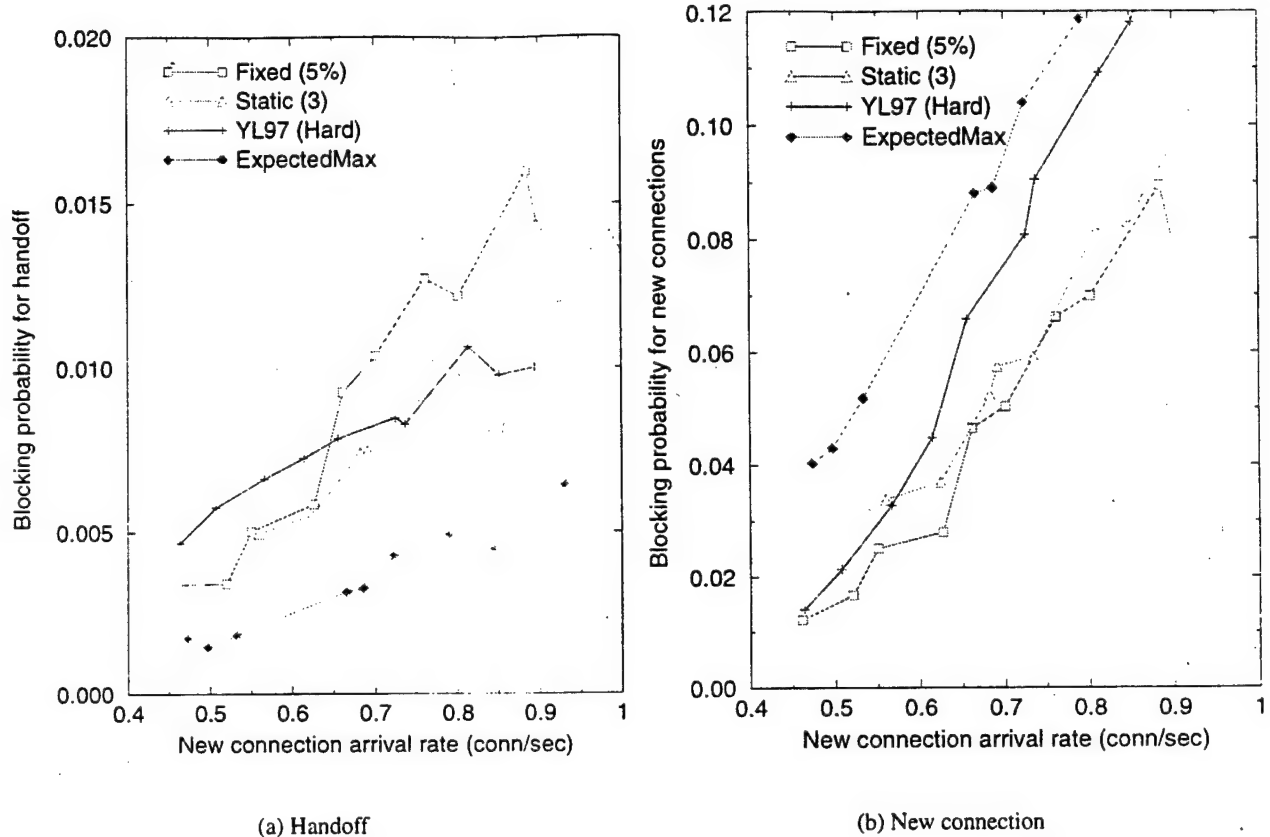 0.020
0.015
0.010
0.005
0.000
Blocking probability for handoff
Fixed (5%)
Static (3)
YL97 (Hard)
ExpectedMax
0.4 0.5 0.6 0.7 0.8 0.9 1
New connection arrival rate (conn/sec)
(a) Handoff
0.12
0.10
0.08
0.06
0.04
0.02
0.00
Blocking probability for new connections
Fixed (5%)
Static (3)
YL97 (Hard)
ExpectedMax
0.4 0.5 0.6 0.7 0.8 0.9 1
New connection arrival rate (conn/sec)
(b) New connection